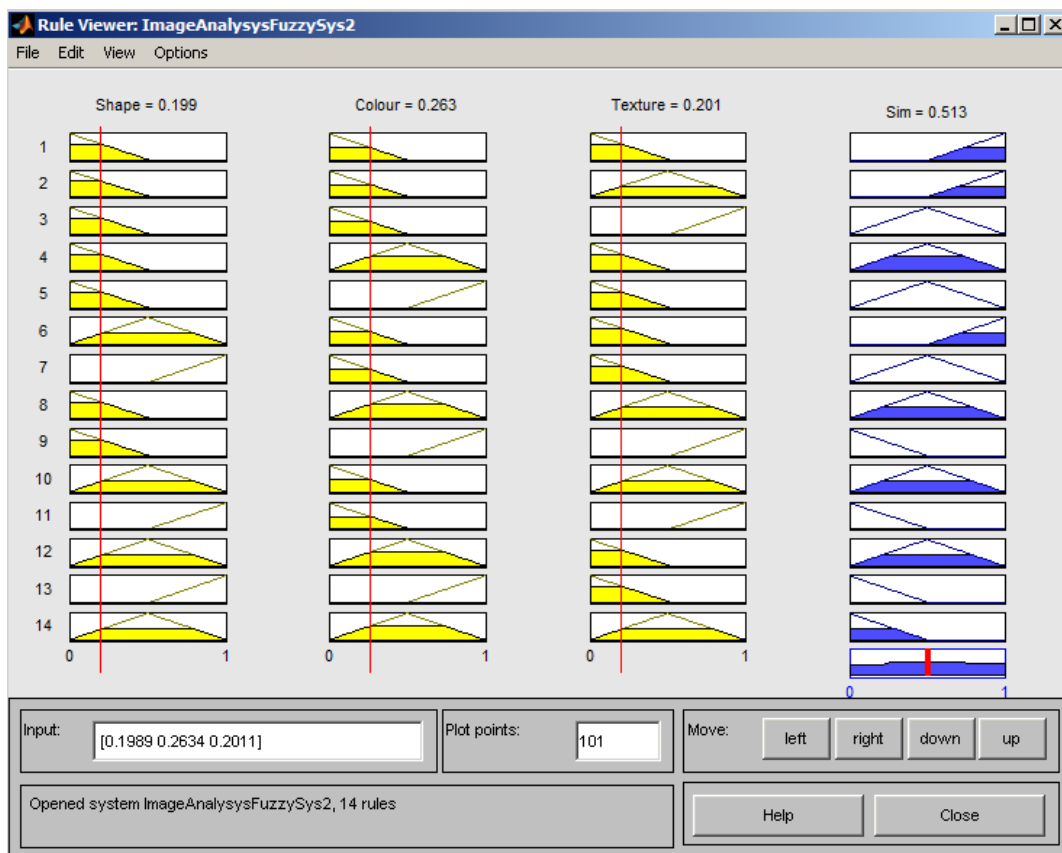 Rule Viewer: ImageAnalysysFuzzySys2
File Edit View Options
Shape = 0.199 Colour = 0.263 Texture = 0.201 Sim = 0.513
1
2
3
4
5
6
7
8
9
10
11
12
13
14
0 1 0 1 0 1
0 1
Input: [0.1989 0.2634 0.2011] Plot points: 101 Move: left right down up
Opened system ImageAnalysysFuzzySys2, 14 rules
Help Close